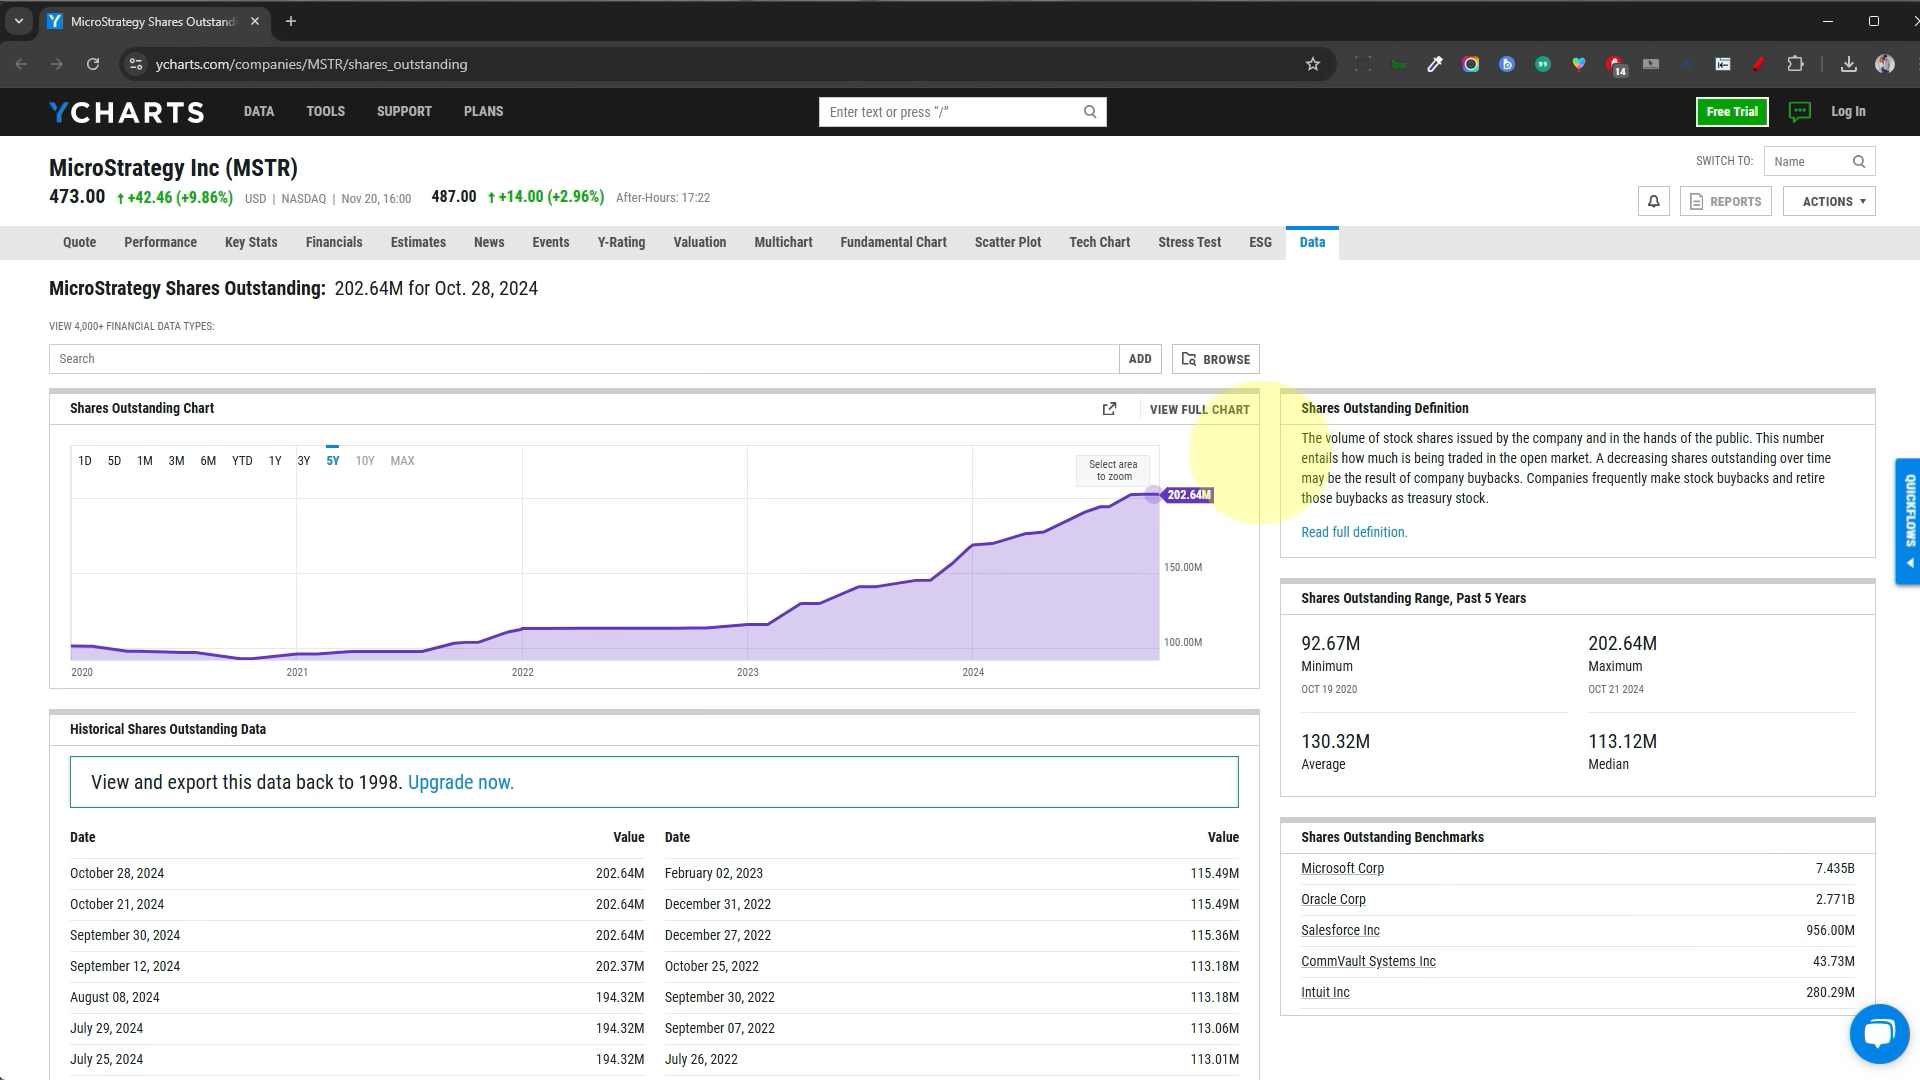 MicroStrategy Shares Outstand
ycharts.com/companies/MSTR/shares_outstanding
14
YCHARTS DATA TOOLS SUPPORT PLANS Enter text or press "/" Free Trial Log In
MicroStrategy Inc (MSTR)
SWITCH TO: Name
473.00 +42.46 (+9.86%) USD | NASDAQ | Nov 20, 16:00 487.00 +14.00 (+2.96%) After-Hours: 17:22
REPORTS ACTIONS
Quote Performance Key Stats Financials Estimates News Events Y-Rating Valuation Multichart Fundamental Chart Scatter Plot Tech Chart Stress Test ESG Data
MicroStrategy Shares Outstanding: 202.64M for Oct. 28, 2024
VIEW 4,000+ FINANCIAL DATA TYPES:
Search ADD BROWSE
Shares Outstanding Chart VIEW FULL CHART
1D 5D 1M 3M 6M YTD 1Y 3Y 5Y 10Y MAX
Select area
to zoom
202.64M
150.00M
100.00M
2020 2021 2022 2023 2024
Historical Shares Outstanding Data
View and export this data back to 1998. Upgrade now.
Date Value Date Value
October 28, 2024 202.64M February 02, 2023 115.49M
October 21, 2024 202.64M December 31, 2022 115.49M
September 30, 2024 202.64M December 27, 2022 115.36M
September 12, 2024 202.37M October 25, 2022 113.18M
August 08, 2024 194.32M September 30, 2022 113.18M
July 29, 2024 194.32M September 07, 2022 113.06M
July 25, 2024 194.32M July 26, 2022 113.01M
Shares Outstanding Definition
The volume of stock shares issued by the company and in the hands of the public. This number
entails how much is being traded in the open market. A decreasing shares outstanding over time
may be the result of company buybacks. Companies frequently make stock buybacks and retire
those buybacks as treasury stock.
Read full definition.
Shares Outstanding Range, Past 5 Years
92.67M 202.64M
Minimum Maximum
OCT 19 2020 OCT 21 2024
130.32M 113.12M
Average Median
Shares Outstanding Benchmarks
Microsoft Corp 7.435B
Oracle Corp 2.771B
Salesforce Inc 956.00M
CommVault Systems Inc 43.73M
Intuit Inc 280.29M
QUICKFLOWS